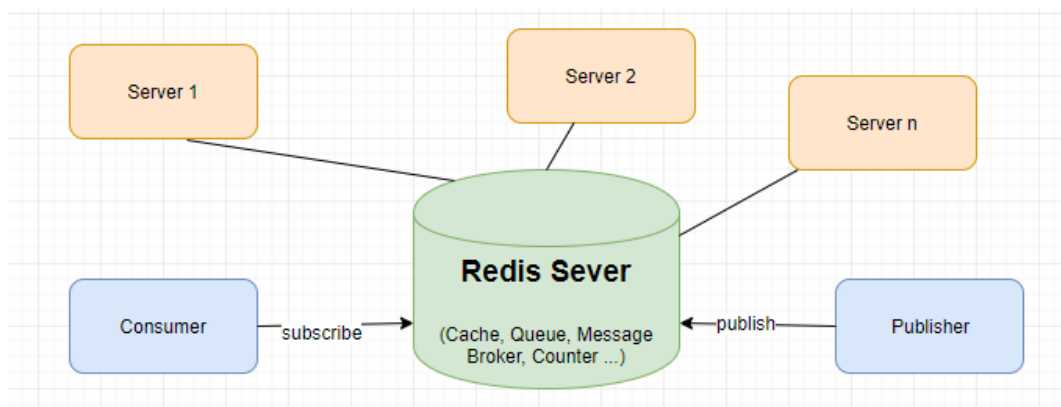 Server 1
Server 2
Server n
Redis Sever
(Cache, Queue, Message
Broker, Counter ...)
Consumer
subscribe
publish
Publisher